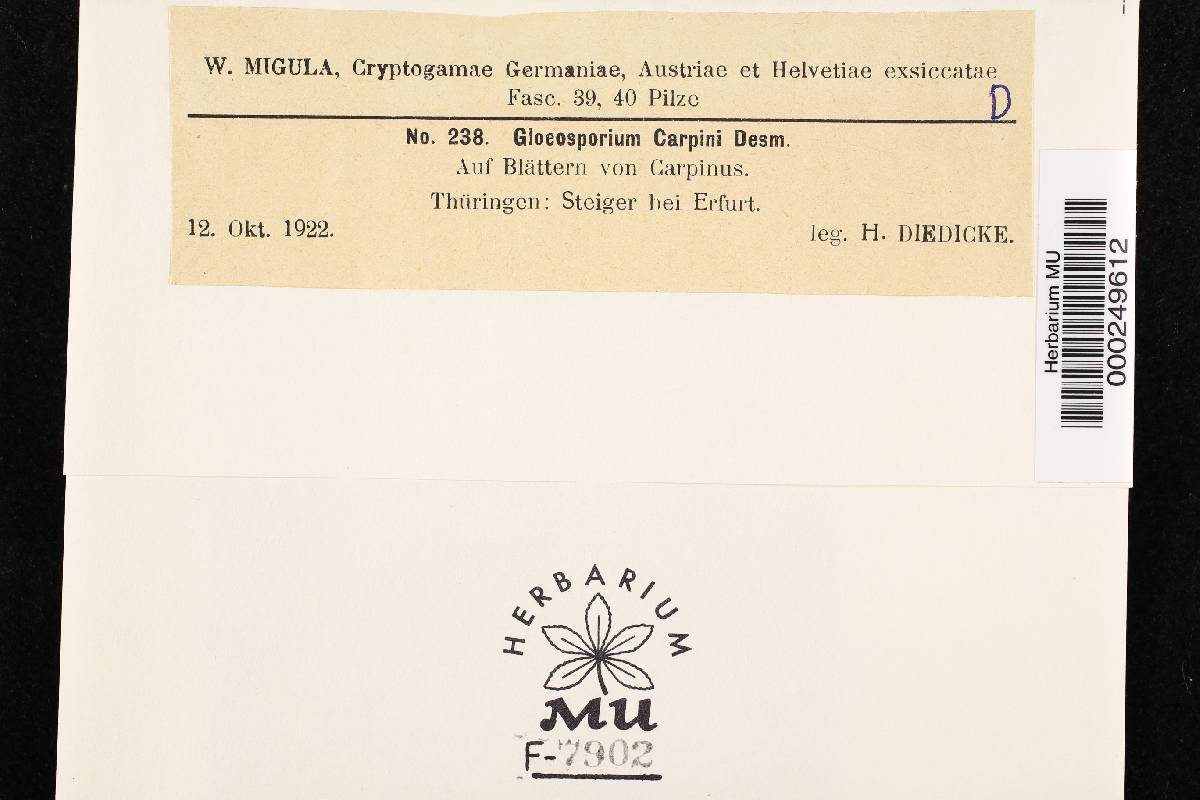 W. MIGULA, Cryptogamae Germaniae, Austriae et Helvetiae exsiccatae
Fasc. 39, 40 Pilze
D
No. 238. Gloeosporium Carpini Desm.
Auf Blättern von Carpinus.
Thüringen: Steiger bei Erfurt.
12. Okt. 1922. leg. H. DIEDICKE.
Herbarium MU
000249612
HERBARIUM
MU
F-7902